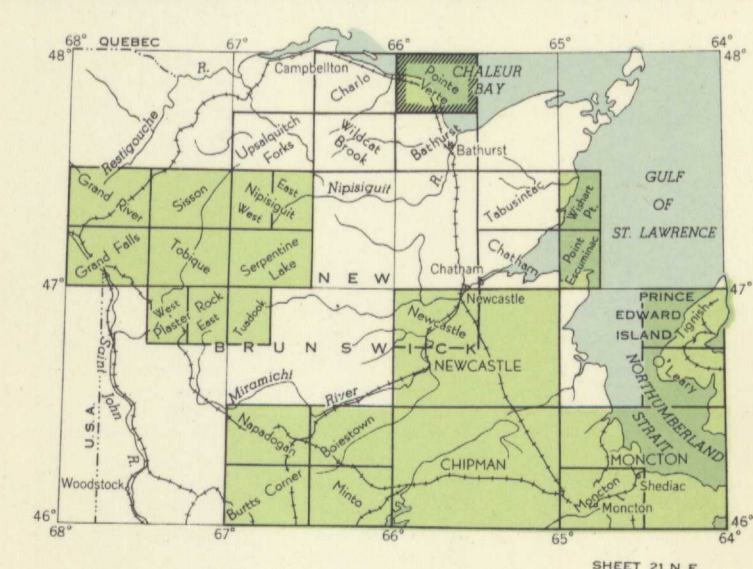 68° QUEBEC 67° 66° 65° 64°
48° 48°
R. Campbellton Charlo Pointe Verte CHALEUR BAY
Restigouche
Upsalquitch Forks Wildcat Brook Bathurst Bathurst
Grand River Sisson Nipisiguit East West Nipisiguit R. Tabusintac Wishart Pt. GULF OF ST. LAWRENCE
Grand Falls Tobique Serpentine Lake Chatham Point Escuminac
47° NEW Chatham 47°
West Plaster Rock East Tuadook Newcastle Newcastle PRINCE EDWARD ISLAND Tignish
BRUNSWICK
NEWCASTLE O'Leary
Saint John R. Miramichi River NORTHUMBERLAND STRAIT
U.S.A. Napadogan Boiestown
CHIPMAN MONCTON
Woodstock Burtts Corner Minto Moncton Shediac
Moncton
46° 46°
68° 67° 66° 65° 64°
SHEET 21 N.E.